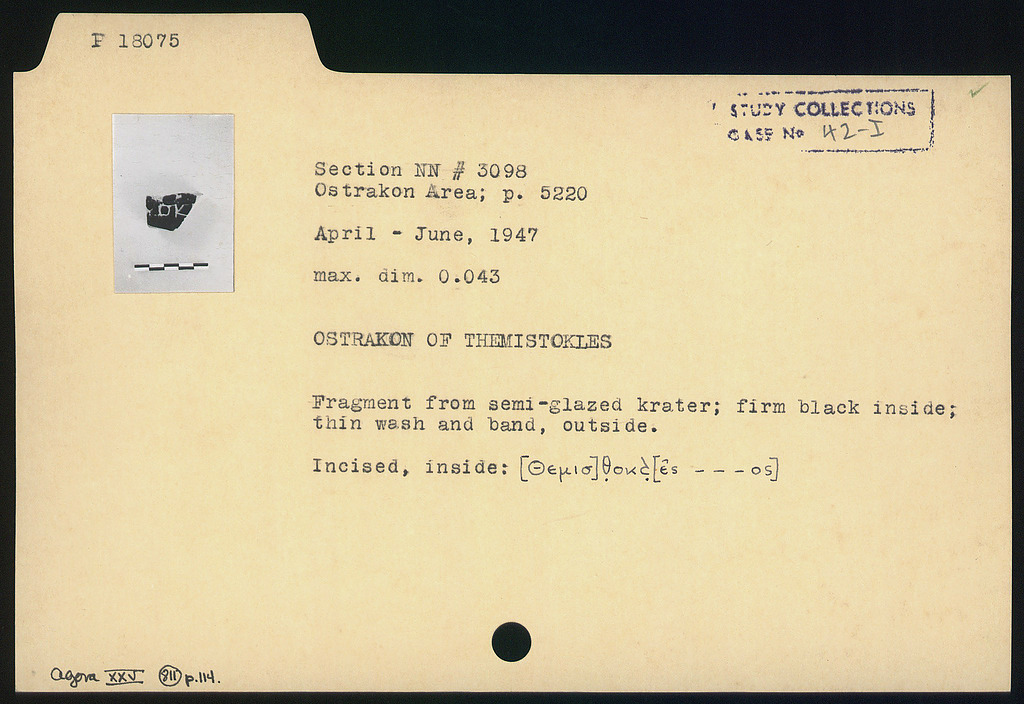 P 18075
STUDY COLLECTIONS
CASE No 42-I
Section NN # 3098
Ostrakon Area; p. 5220
April - June, 1947
max. dim. 0.043
OSTRAKON OF THEMISTOKLES
Fragment from semi-glazed krater; firm black inside;
thin wash and band, outside.
Incised, inside: [Θεμισ]θ̣οκλ̣[ε̂ς - - - ος]
Agora XXV 811 p.114.